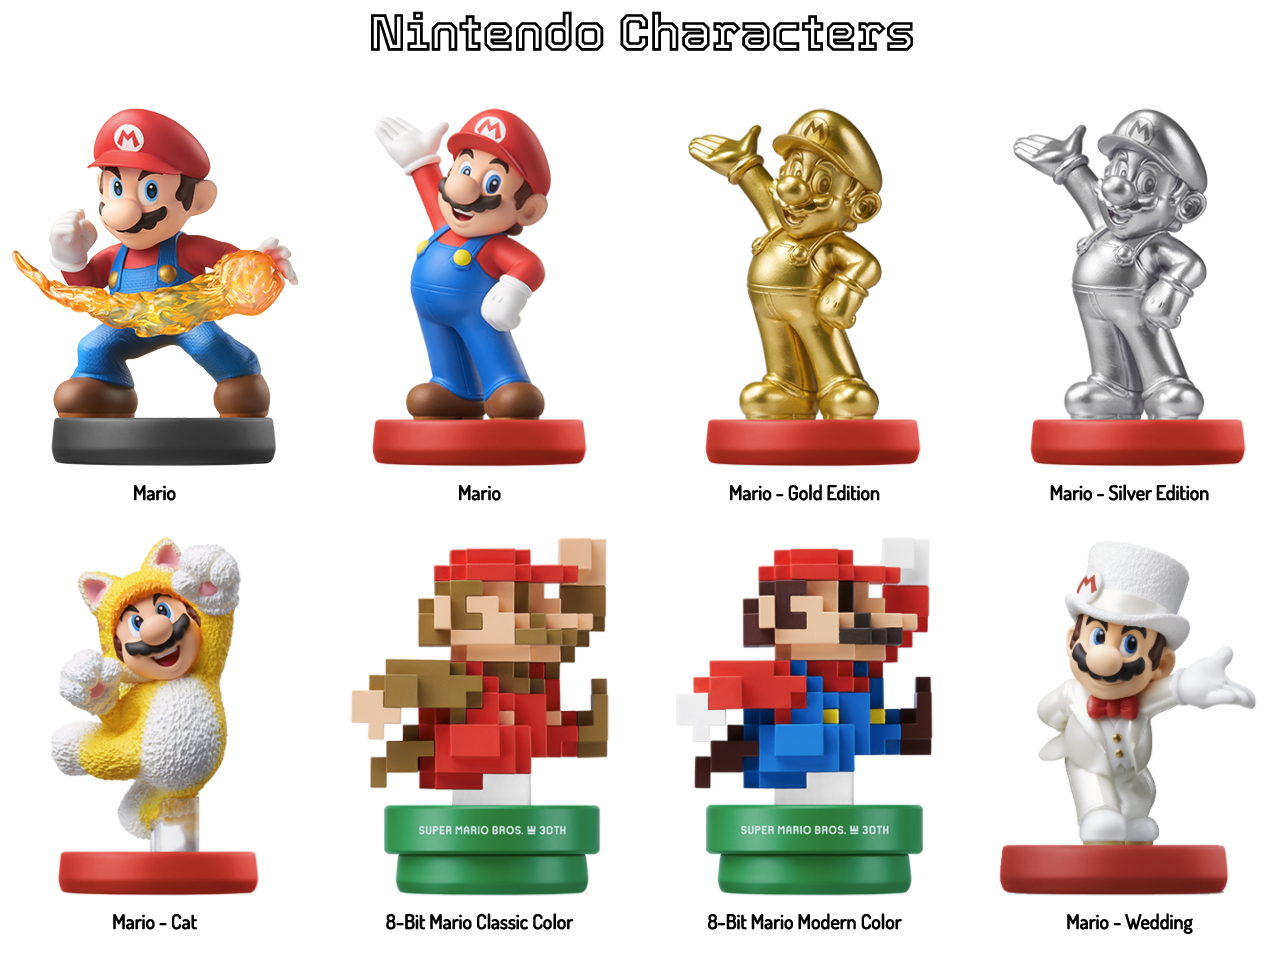 Nintendo Characters
M
M
M
M
Mario
Mario
Mario - Gold Edition
Mario - Silver Edition
M
SUPER MARIO BROS. 30TH
SUPER MARIO BROS. 30TH
Mario - Cat
8-Bit Mario Classic Color
8-Bit Mario Modern Color
Mario - Wedding